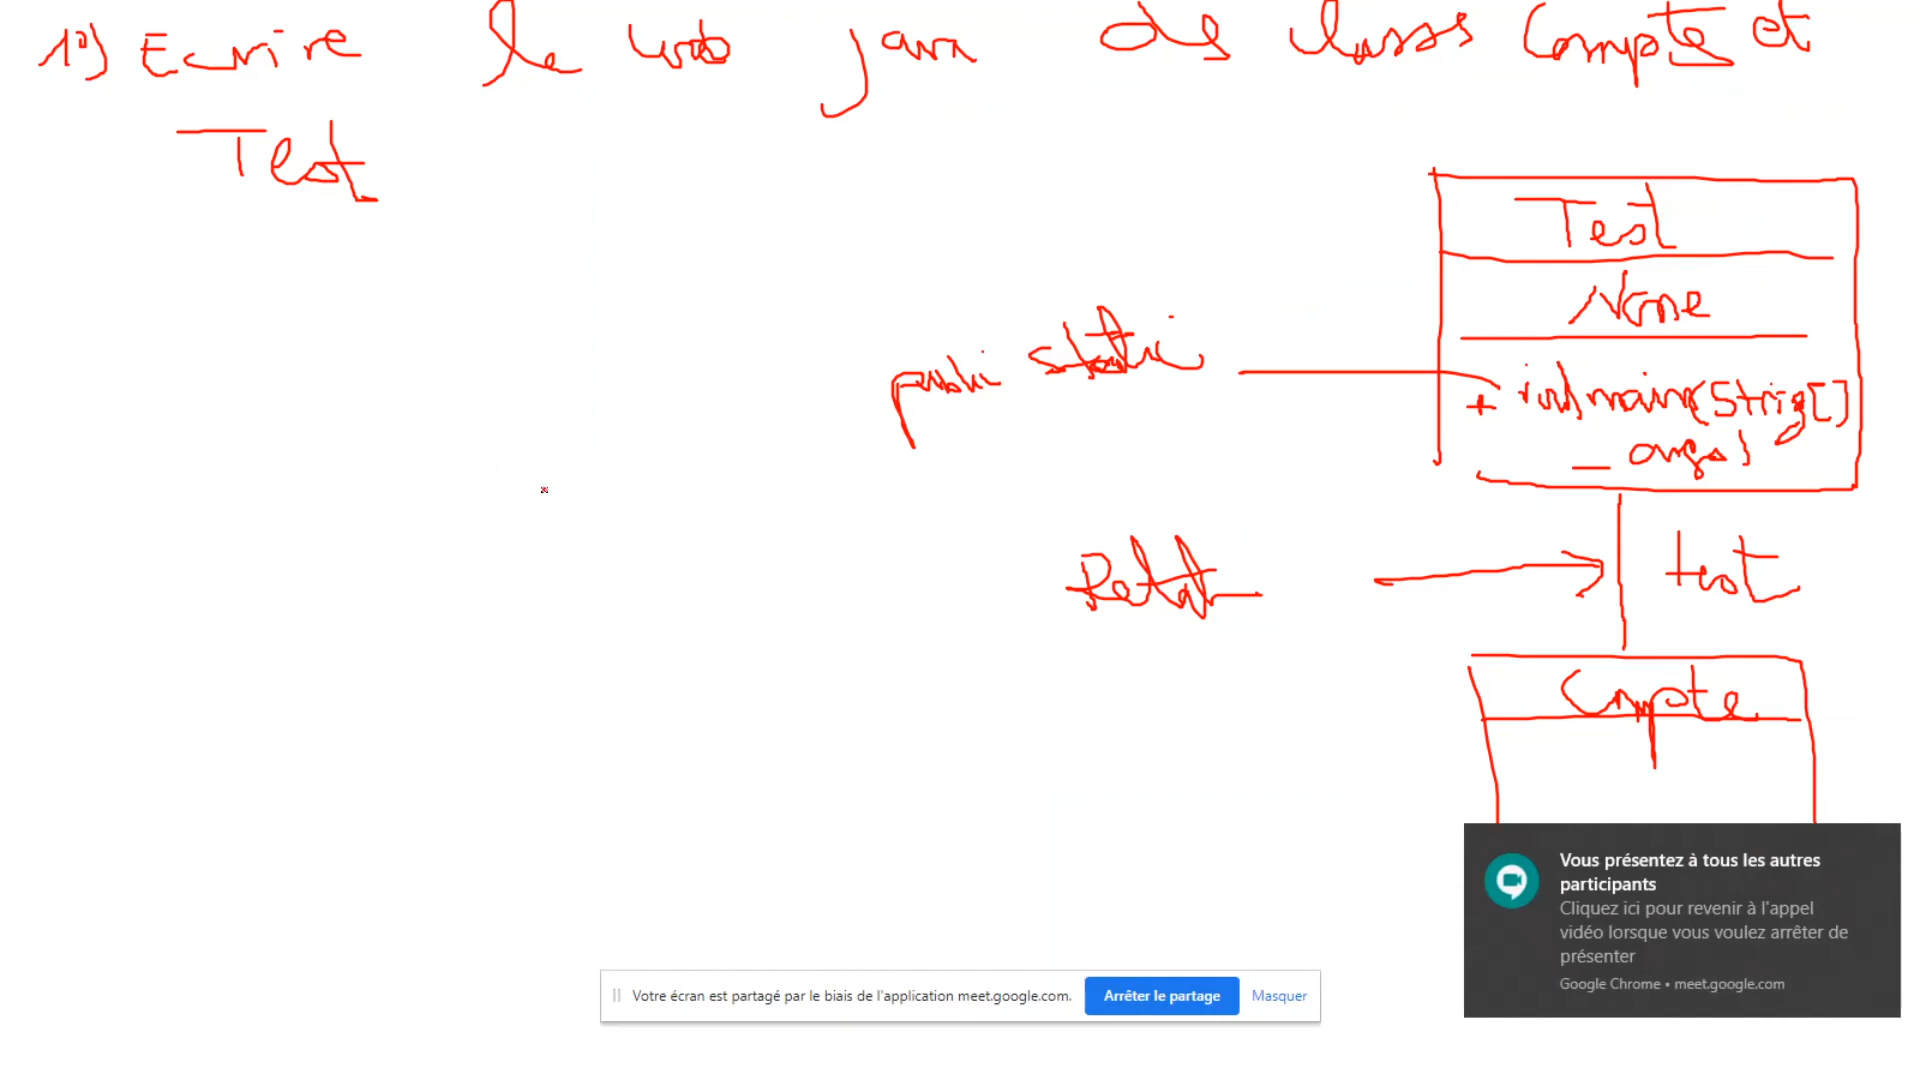 1°) Ecrire le code java des classes Compte et
Test
Test
None
public static
+ void main(String[]
args)
Relation
test
Compte
Vous présentez à tous les autres
participants
Cliquez ici pour revenir à l'appel
vidéo lorsque vous voulez arrêter de
présenter
Google Chrome • meet.google.com
Votre écran est partagé par le biais de l'application meet.google.com.
Arrêter le partage
Masquer